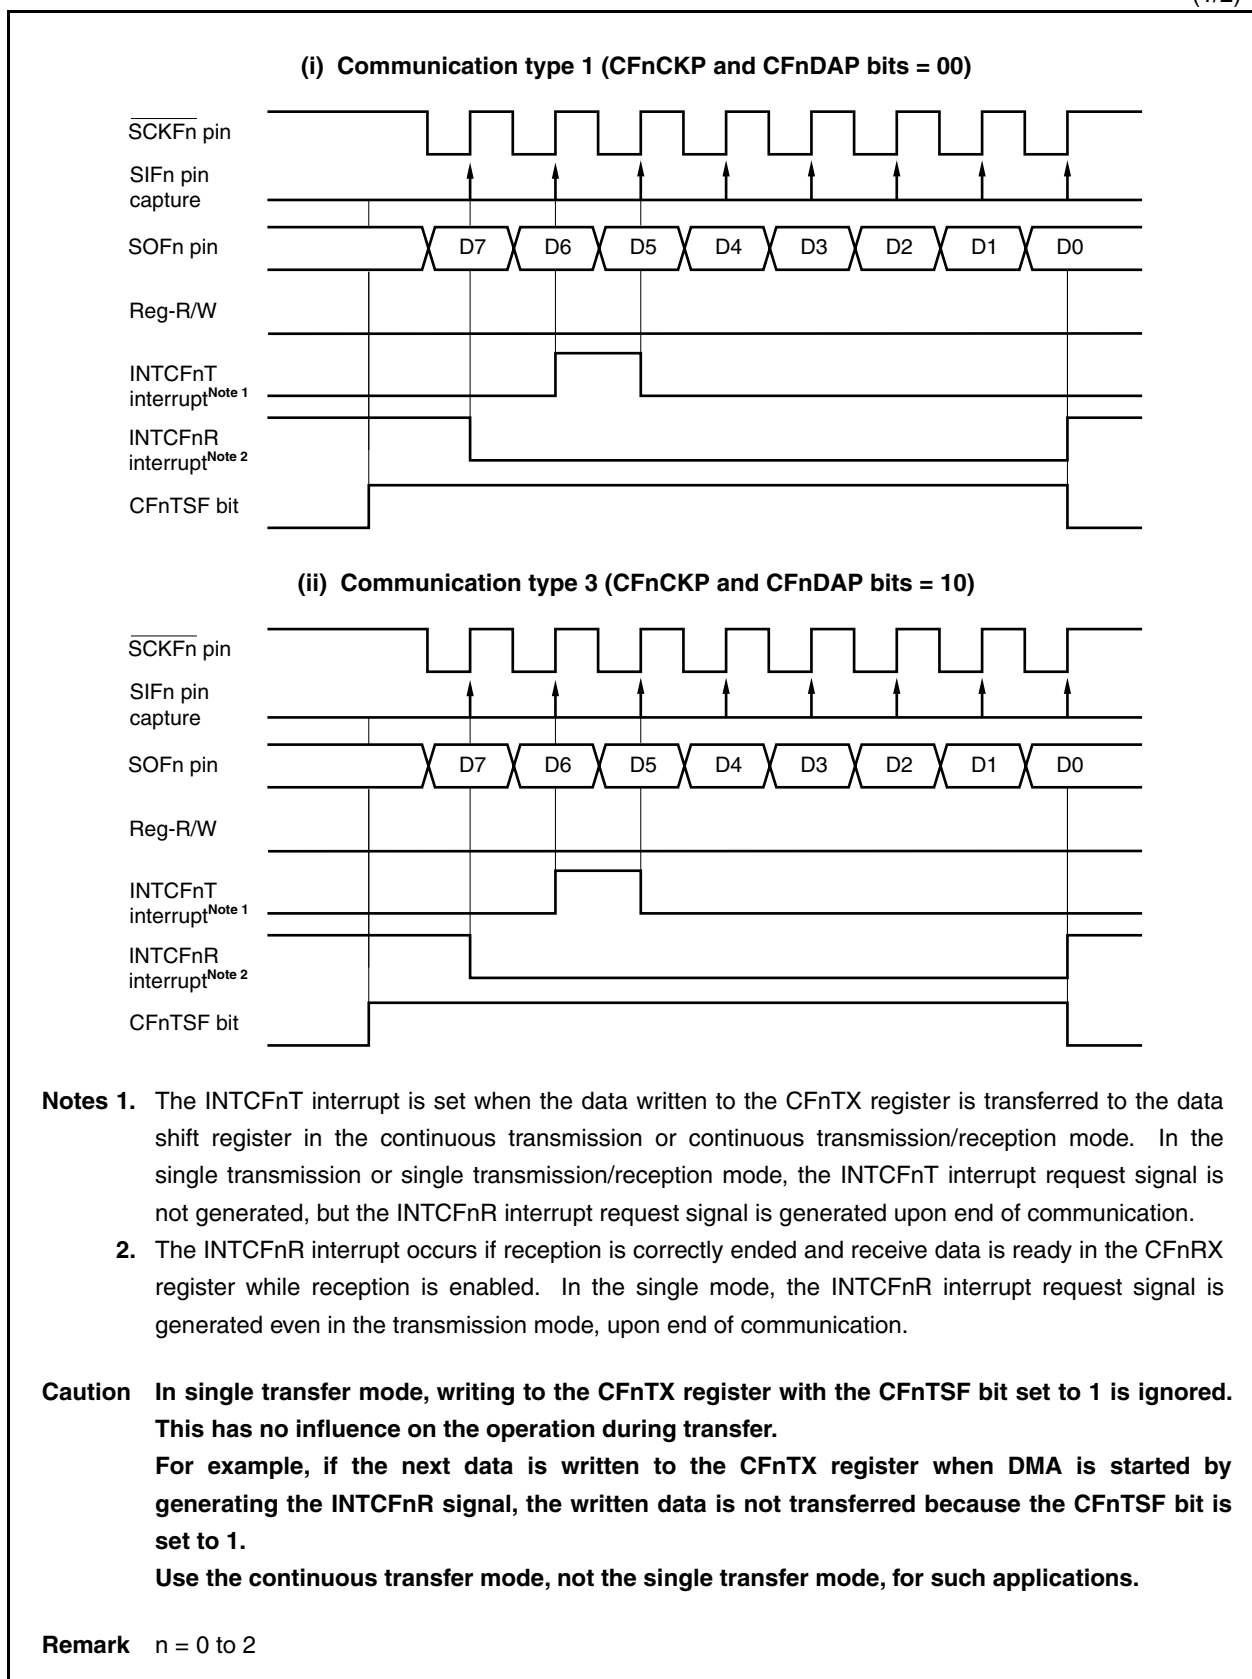 (i) Communication type 1 (CFnCKP and CFnDAP bits = 00)
SCKFn pin
SIFn pin
capture
SOFn pin D7 D6 D5 D4 D3 D2 D1 D0
Reg-R/W
INTCFnT
interruptNote 1
INTCFnR
interruptNote 2
CFnTSF bit
(ii) Communication type 3 (CFnCKP and CFnDAP bits = 10)
SCKFn pin
SIFn pin
capture
SOFn pin D7 D6 D5 D4 D3 D2 D1 D0
Reg-R/W
INTCFnT
interruptNote 1
INTCFnR
interruptNote 2
CFnTSF bit
Notes 1. The INTCFnT interrupt is set when the data written to the CFnTX register is transferred to the data
shift register in the continuous transmission or continuous transmission/reception mode. In the
single transmission or single transmission/reception mode, the INTCFnT interrupt request signal is
not generated, but the INTCFnR interrupt request signal is generated upon end of communication.
2. The INTCFnR interrupt occurs if reception is correctly ended and receive data is ready in the CFnRX
register while reception is enabled. In the single mode, the INTCFnR interrupt request signal is
generated even in the transmission mode, upon end of communication.
Caution In single transfer mode, writing to the CFnTX register with the CFnTSF bit set to 1 is ignored.
This has no influence on the operation during transfer.
For example, if the next data is written to the CFnTX register when DMA is started by
generating the INTCFnR signal, the written data is not transferred because the CFnTSF bit is
set to 1.
Use the continuous transfer mode, not the single transfer mode, for such applications.
Remark n = 0 to 2